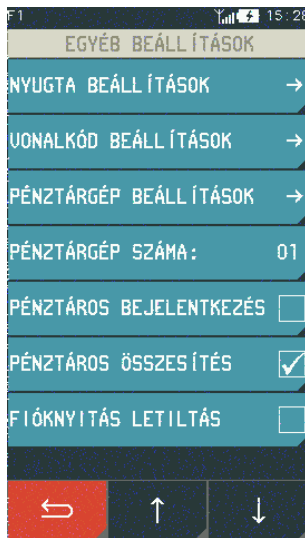 F1 15:28
EGYÉB BEÁLLÍTÁSOK
NYUGTA BEÁLLÍTÁSOK →
VONALKÓD BEÁLLÍTÁSOK →
PÉNZTÁRGÉP BEÁLLÍTÁSOK →
PÉNZTÁRGÉP SZÁMA: 01
PÉNZTÁROS BEJELENTKEZÉS
PÉNZTÁROS ÖSSZESÍTÉS
FIÓKNYITÁS LETILTÁS